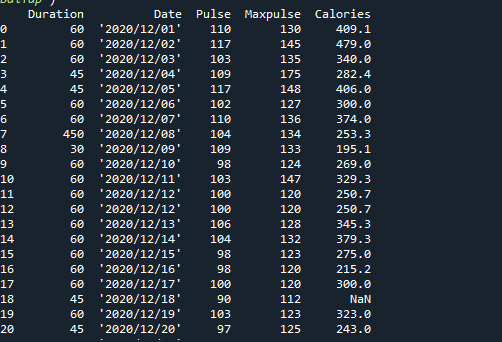 Duration Date Pulse Maxpulse Calories
0 60 '2020/12/01' 110 130 409.1
1 60 '2020/12/02' 117 145 479.0
2 60 '2020/12/03' 103 135 340.0
3 45 '2020/12/04' 109 175 282.4
4 45 '2020/12/05' 117 148 406.0
5 60 '2020/12/06' 102 127 300.0
6 60 '2020/12/07' 110 136 374.0
7 450 '2020/12/08' 104 134 253.3
8 30 '2020/12/09' 109 133 195.1
9 60 '2020/12/10' 98 124 269.0
10 60 '2020/12/11' 103 147 329.3
11 60 '2020/12/12' 100 120 250.7
12 60 '2020/12/12' 100 120 250.7
13 60 '2020/12/13' 106 128 345.3
14 60 '2020/12/14' 104 132 379.3
15 60 '2020/12/15' 98 123 275.0
16 60 '2020/12/16' 98 120 215.2
17 60 '2020/12/17' 100 120 300.0
18 45 '2020/12/18' 90 112 NaN
19 60 '2020/12/19' 103 123 323.0
20 45 '2020/12/20' 97 125 243.0